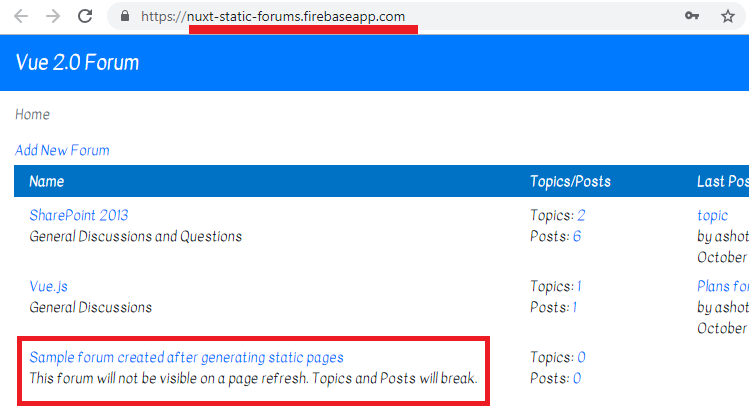 https://nuxt-static-forums.firebaseapp.com
Vue 2.0 Forum
Home
Add New Forum
Name Topics/Posts Last Pos
SharePoint 2013 Topics: 2 topic
General Discussions and Questions Posts: 6 by ashot
October
Vue.js Topics: 1 Plans fo
General Discussions Posts: 1 by ashot
October
Sample forum created after generating static pages Topics: 0
This forum will not be visible on a page refresh. Topics and Posts will break. Posts: 0